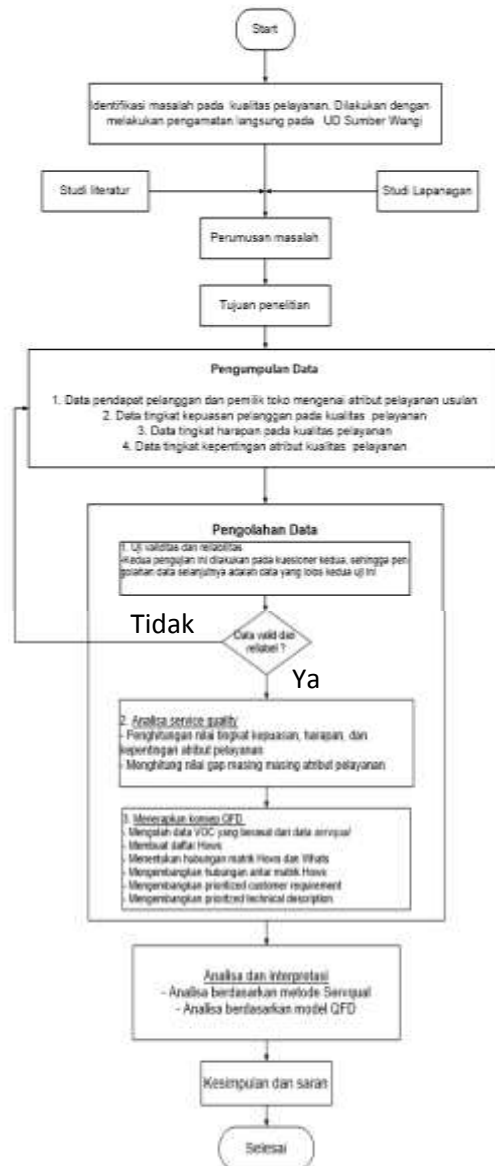 Start
Identifikasi masalah pada kualitas pelayanan. Dilakukan dengan
melakukan pengamatan langsung pada UD Sumber Wangi
Studi literatur
Studi Lapanagan
Perumusan masalah
Tujuan penelitian
Pengumpulan Data
1. Data pendapat pelanggan dan pemilik toko mengenai atribut pelayanan usulan
2. Data tingkat kepuasan pelanggan pada kualitas pelayanan
3. Data tingkat harapan pada kualitas pelayanan
4. Data tingkat kepentingan atribut kualitas pelayanan
Pengolahan Data
1. Uji validitas dan reliabilitas
-Kedua pengujian ini dilakukan pada kuesioner kedua, sehingga pen
golahan data selanjutnya adalah data yang lolos kedua uji ini
Tidak
Data valid dan
reliabel ?
Ya
2. Analisa service quality
- Penghitungan nilai tingkat kepuasan, harapan, dan
kepentingan atribut pelayanan
- Menghitung nilai gap masing masing atribut pelayanan
3. Menerapkan konsep QFD
- Mengolah data VOC yang berasal dari data servqual
- Membuat daftar Hows
- Menentukan hubungan matrik Hows dan Whats
- Mengembangkan hubungan antar matrik Hows
- Mengembangkan prioritized customer requirement
- Mengembangkan prioritzed technical description
Analisa dan interpretasi
- Analisa berdasarkan metode Servqual
- Analisa berdasarkan model QFD
Kesimpulan dan saran
Selesai